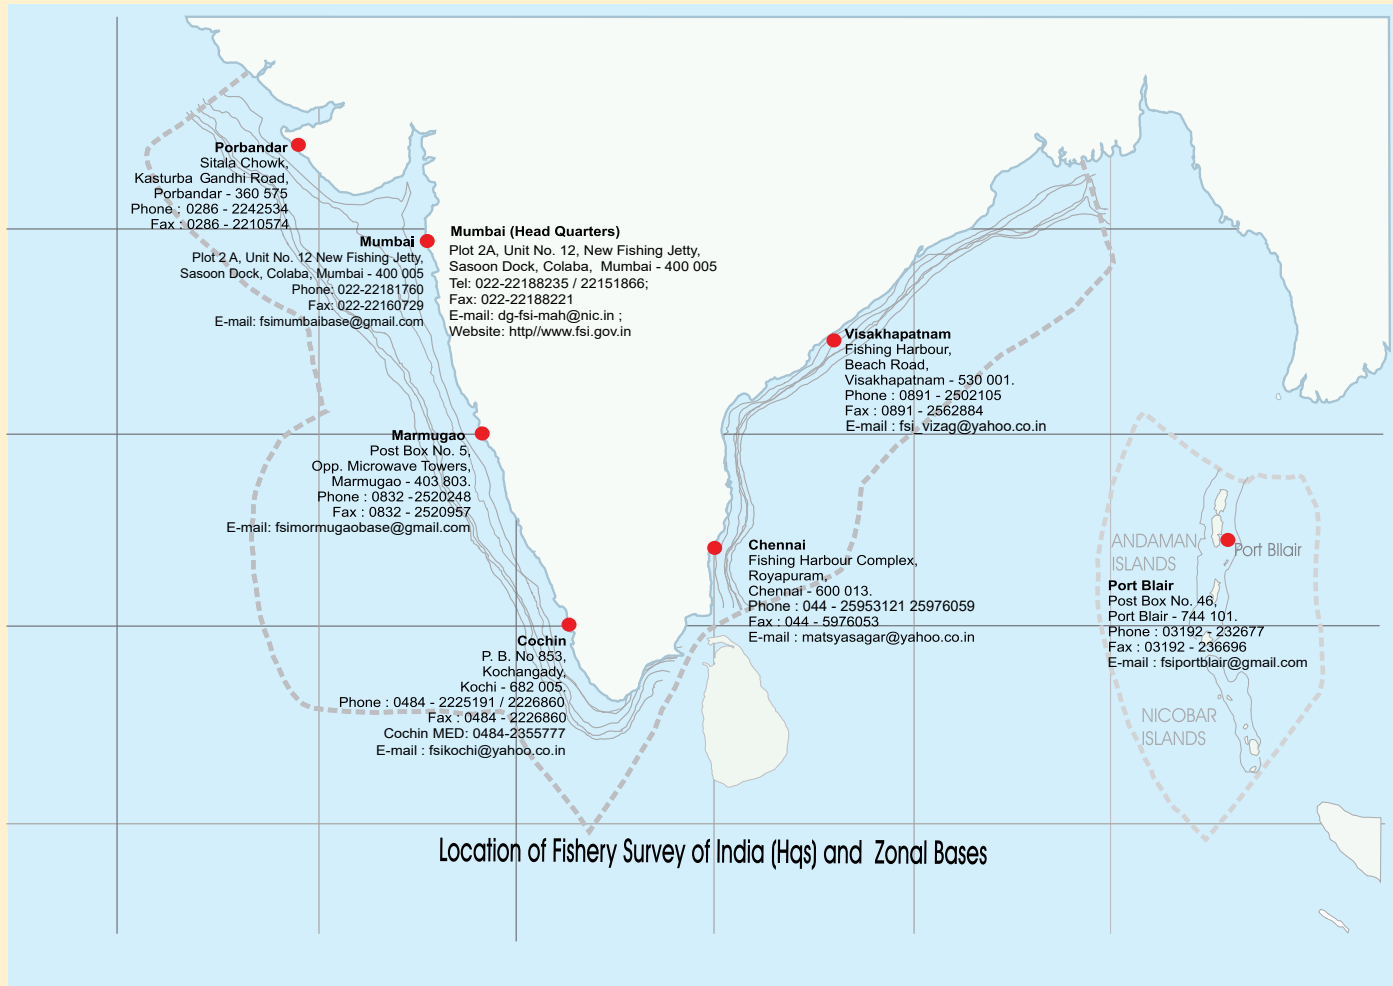 Porbandar
Sitala Chowk,
Kasturba Gandhi Road,
Porbandar - 360 575
Phone : 0286 - 2242534
Fax : 0286 - 2210574
Mumbai
Plot 2 A, Unit No. 12 New Fishing Jetty,
Sasoon Dock, Colaba, Mumbai - 400 005
Phone: 022-22181760
Fax: 022-22160729
E-mail: fsimumbaibase@gmail.com
Mumbai (Head Quarters)
Plot 2A, Unit No. 12, New Fishing Jetty,
Sasoon Dock, Colaba, Mumbai - 400 005
Tel: 022-22188235 / 22151866;
Fax: 022-22188221
E-mail: dg-fsi-mah@nic.in ;
Website: http//www.fsi.gov.in
Visakhapatnam
Fishing Harbour,
Beach Road,
Visakhapatnam - 530 001.
Phone : 0891 - 2502105
Fax : 0891 - 2562884
E-mail : fsi_vizag@yahoo.co.in
Marmugao
Post Box No. 5,
Opp. Microwave Towers,
Marmugao - 403 803.
Phone : 0832 -2520248
Fax : 0832 - 2520957
E-mail: fsimormugaobase@gmail.com
Chennai
Fishing Harbour Complex,
Royapuram,
Chennai - 600 013.
Phone : 044 - 25953121 25976059
Fax : 044 - 5976053
E-mail : matsyasagar@yahoo.co.in
ANDAMAN
ISLANDS
Port Bllair
Port Blair
Post Box No. 46,
Port Blair - 744 101.
Phone : 03192 - 232677
Fax : 03192 - 236696
E-mail : fsiportblair@gmail.com
NICOBAR
ISLANDS
Cochin
P. B. No 853,
Kochangady,
Kochi - 682 005.
Phone : 0484 - 2225191 / 2226860
Fax : 0484 - 2226860
Cochin MED: 0484-2355777
E-mail : fsikochi@yahoo.co.in
Location of Fishery Survey of India (Hqs) and Zonal Bases